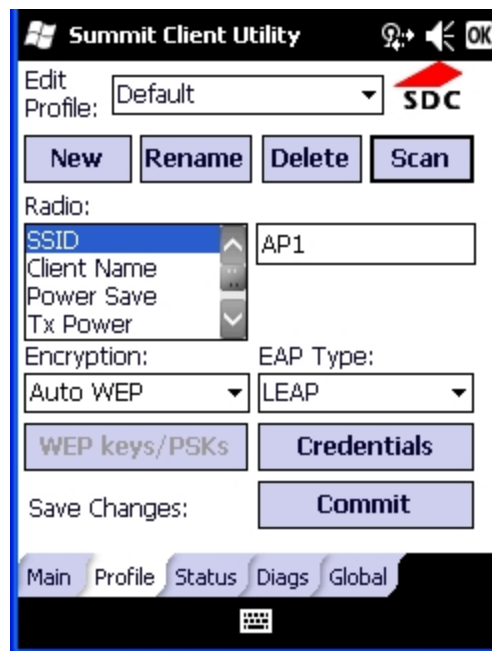 Summit Client Utility OK
Edit Profile: Default SDC
New Rename Delete Scan
Radio:
SSID AP1
Client Name
Power Save
Tx Power
Encryption: EAP Type:
Auto WEP LEAP
WEP keys/PSKs Credentials
Save Changes: Commit
Main Profile Status Diags Global